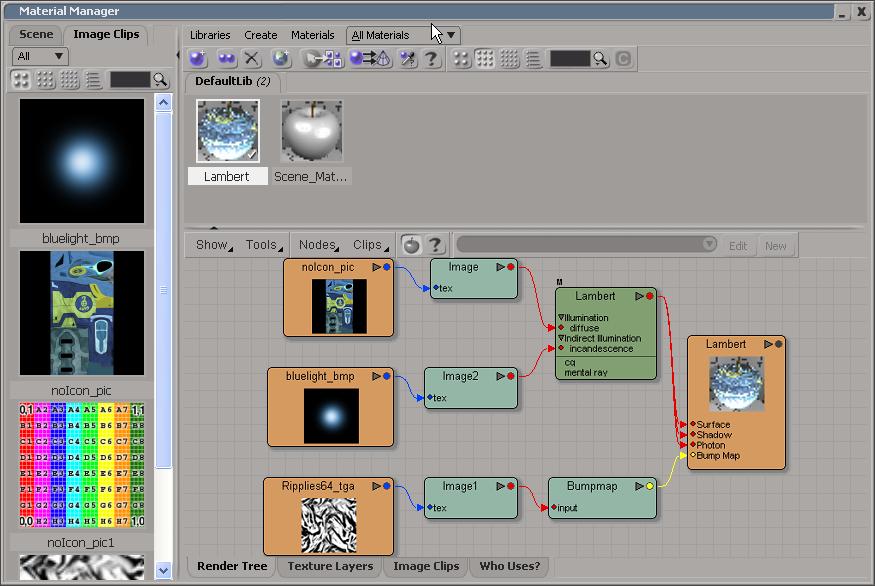 Material Manager
Scene
Image Clips
All
bluelight_bmp
noIcon_pic
0,1 A2 A3 A4 A5 A6 A7 1,1
B1 B2 B3 B4 B5 B6 B7 B8
C1 C2 C3 C4 C5 C6 C7 C8
D1 D2 D3 D4 D5 D6 D7 D8
E1 E2 E3 E4 E5 E6 E7 E8
F1 F2 F3 F4 F5 F6 F7 F8
G1 G2 G3 G4 G5 G6 G7 G8
0,0 H2 H3 H4 H5 H6 H7 1,0
noIcon_pic1
Libraries Create Materials All Materials
DefaultLib (2)
Lambert
Scene_Mat...
Show Tools Nodes Clips ? Edit New
noIcon_pic
Image
tex
bluelight_bmp
Image2
tex
Ripplies64_tga
Image1
tex
M
Lambert
Illumination
diffuse
Indirect Illumination
incandescence
cg
mental ray
Bumpmap
input
Lambert
Surface
Shadow
Photon
Bump Map
Render Tree Texture Layers Image Clips Who Uses?